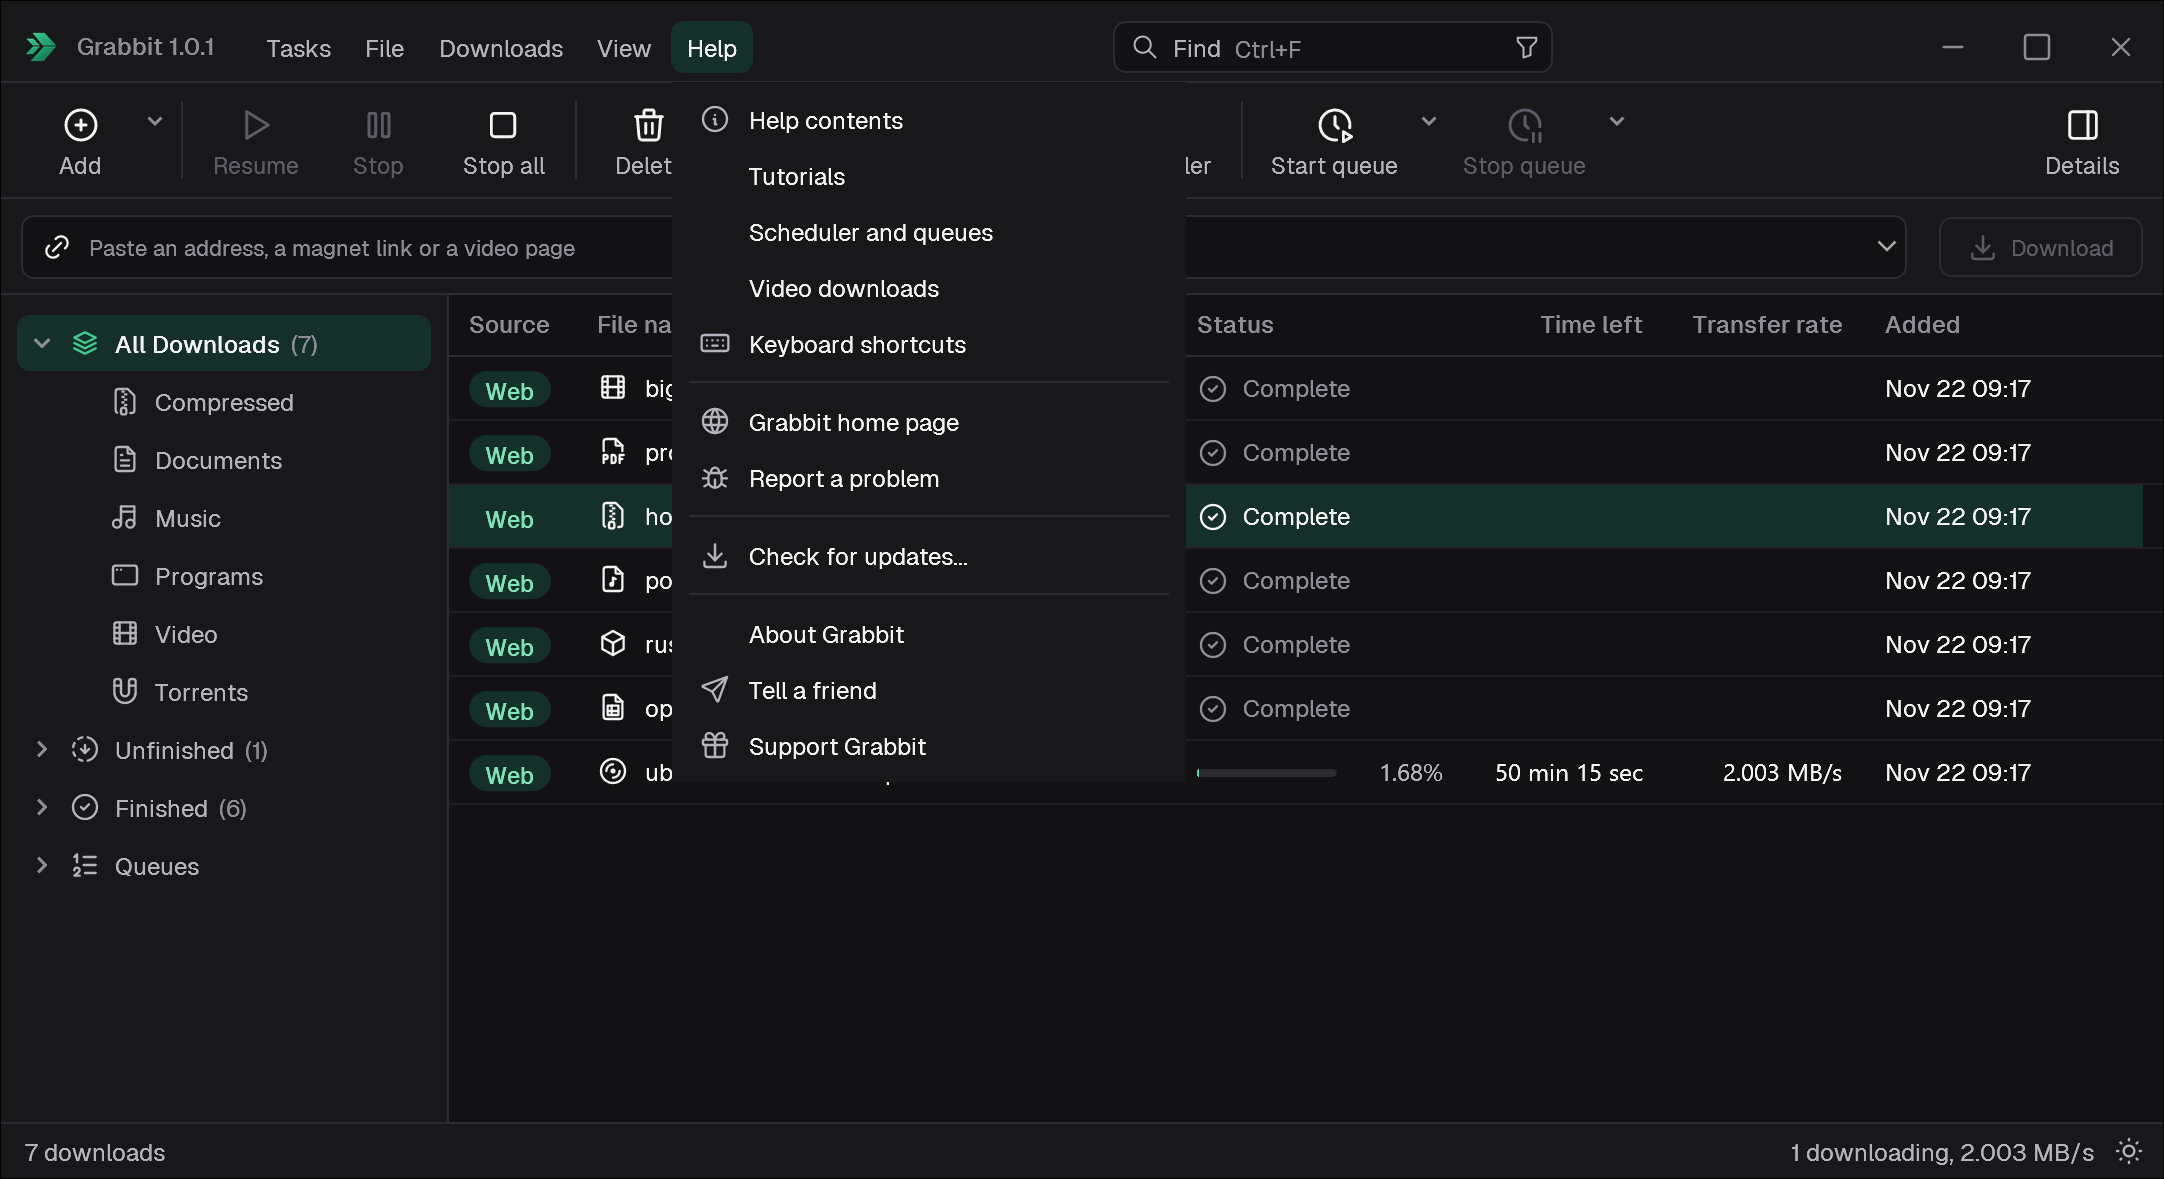 Grabbit 1.0.1 Tasks File Downloads View Help Find Ctrl+F
Add Resume Stop Stop all Delet ler Start queue Stop queue Details
Paste an address, a magnet link or a video page Download
Help contents
Tutorials
Scheduler and queues
Video downloads
Keyboard shortcuts
Grabbit home page
Report a problem
Check for updates...
About Grabbit
Tell a friend
Support Grabbit
All Downloads (7)
Compressed
Documents
Music
Programs
Video
Torrents
Unfinished (1)
Finished (6)
Queues
Source File na Status Time left Transfer rate Added
Web big Complete Nov 22 09:17
Web PDF pro Complete Nov 22 09:17
Web ho Complete Nov 22 09:17
Web po Complete Nov 22 09:17
Web rus Complete Nov 22 09:17
Web op Complete Nov 22 09:17
Web ub 1.68% 50 min 15 sec 2.003 MB/s Nov 22 09:17
7 downloads 1 downloading, 2.003 MB/s